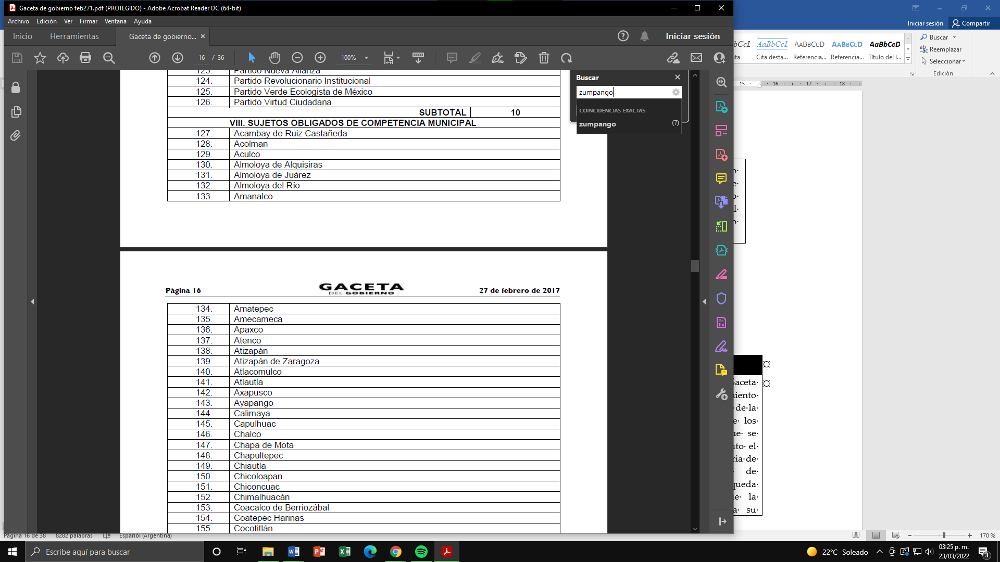 Gaceta de gobierno feb271.pdf (PROTEGIDO) - Adobe Acrobat Reader DC (64-bit)
Archivo Edición Ver Firmar Ventana Ayuda
Iniciar sesión Compartir
Inicio Herramientas Gaceta de gobierno... × Iniciar sesión
16 / 36 100%
AaBbCcI AABBCCD AABBCCD AaBbCcD
Cita desta... Referencia... Referencia... Título del l...
Buscar
Reemplazar
Seleccionar
Edición
15 16 17 18
Partido Nueva Alianza
124. Partido Revolucionario Institucional
125. Partido Verde Ecologista de México
126. Partido Virtud Ciudadana
SUBTOTAL 10
VIII. SUJETOS OBLIGADOS DE COMPETENCIA MUNICIPAL
127. Acambay de Ruiz Castañeda
128. Acolman
129. Aculco
130. Almoloya de Alquisiras
131. Almoloya de Juárez
132. Almoloya del Río
133. Amanalco
Buscar
zumpango
COINCIDENCIAS EXACTAS
zumpango (7)
Página 16 GACETA DEL GOBIERNO 27 de febrero de 2017
134. Amatepec
135. Amecameca
136. Apaxco
137. Atenco
138. Atizapán
139. Atizapán de Zaragoza
140. Atlacomulco
141. Atlautla
142. Axapusco
143. Ayapango
144. Calimaya
145. Capulhuac
146. Chalco
147. Chapa de Mota
148. Chapultepec
149. Chiautla
150. Chicoloapan
151. Chiconcuac
152. Chimalhuacán
153. Coacalco de Berriozábal
154. Coatepec Harinas
155. Cocotitlán
Gaceta·
de·la·
los·
se·
el·
de·
de·
la·
su·
Página 16 de 38 8282 palabras Español (Argentina) 170 %
Escribe aquí para buscar
22°C Soleado
03:25 p. m.
23/03/2022
3